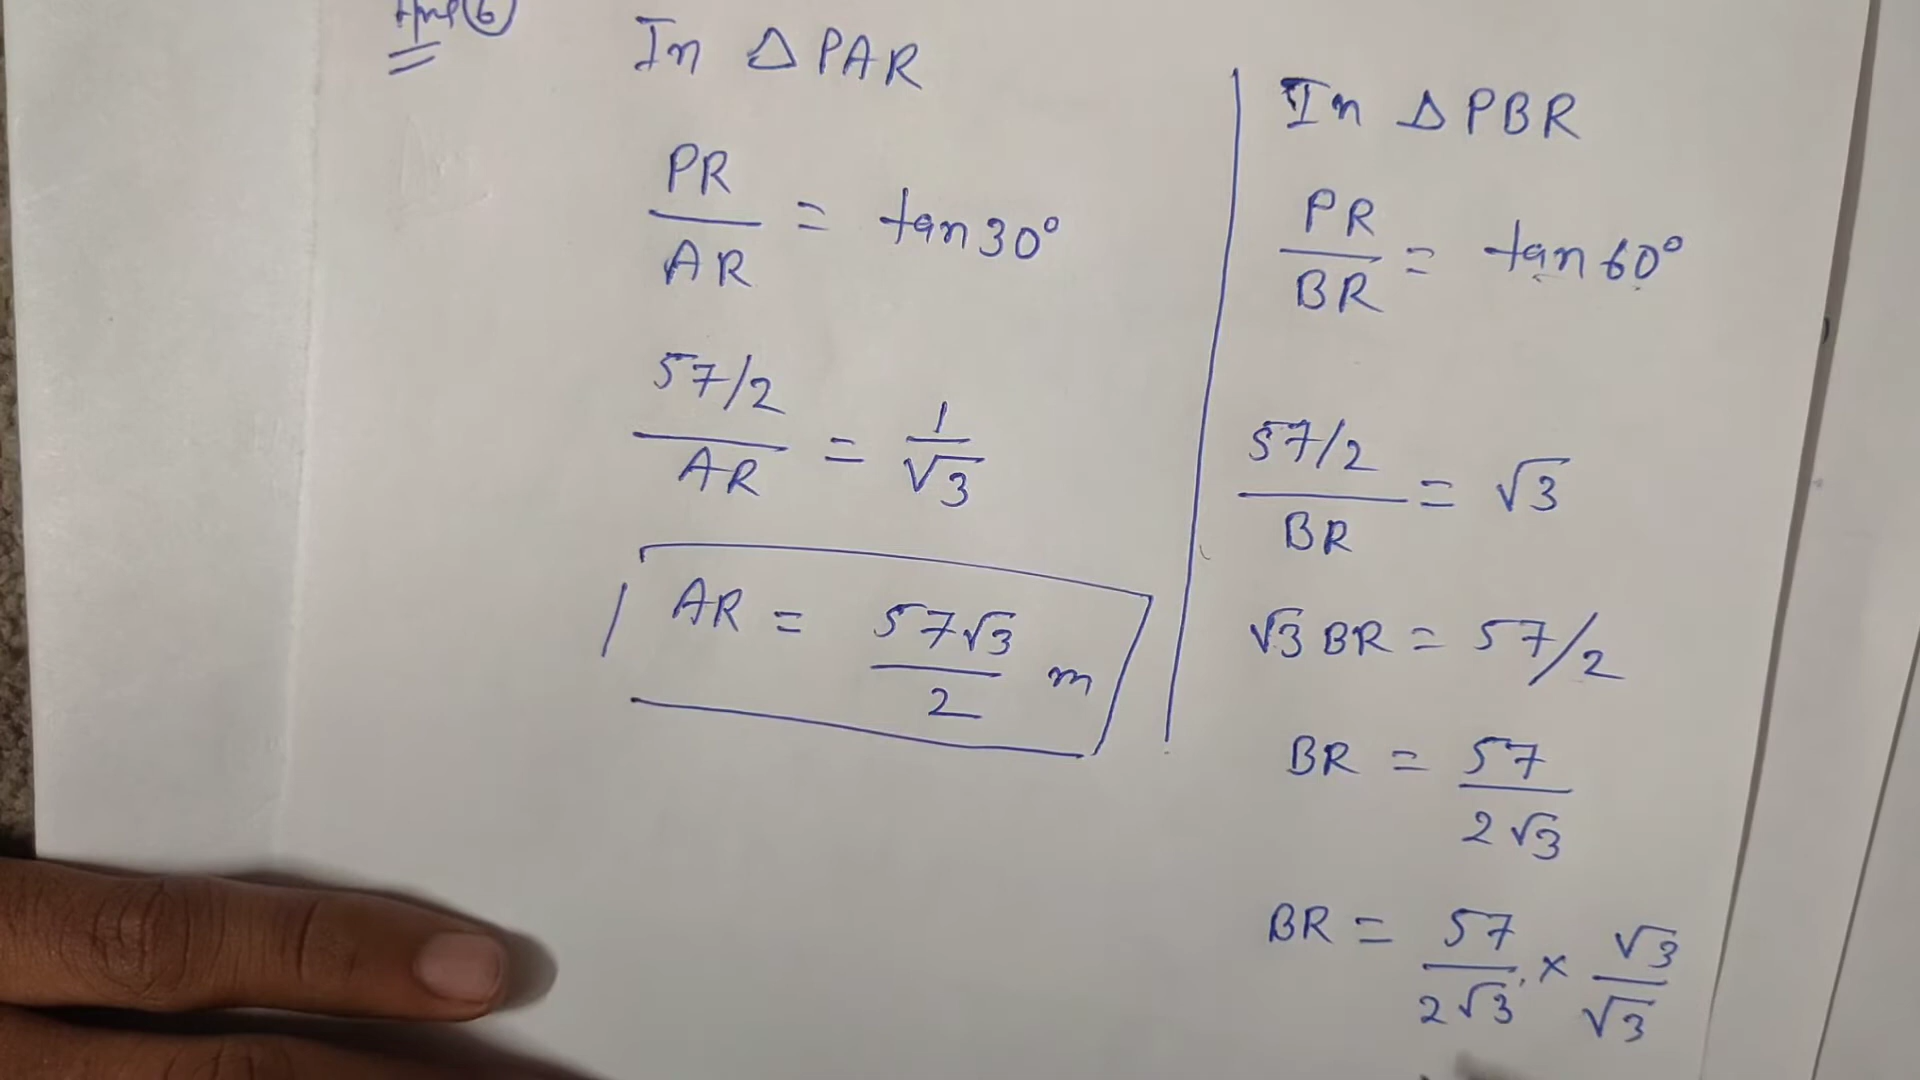 In △PAR
PR/AR = tan30°
57/2/AR = 1/√3
AR = 57√3/2 m
In △PBR
PR/BR = tan60°
57/2/BR = √3
√3 BR = 57/2
BR = 57/2√3
BR = 57/2√3 × √3/√3